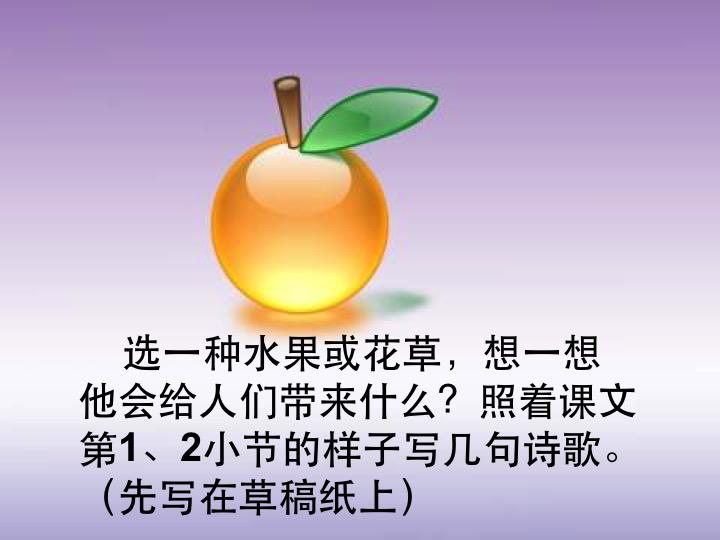 选一种水果或花草，想一想
他会给人们带来什么？照着课文
第1、2小节的样子写几句诗歌。
（先写在草稿纸上）